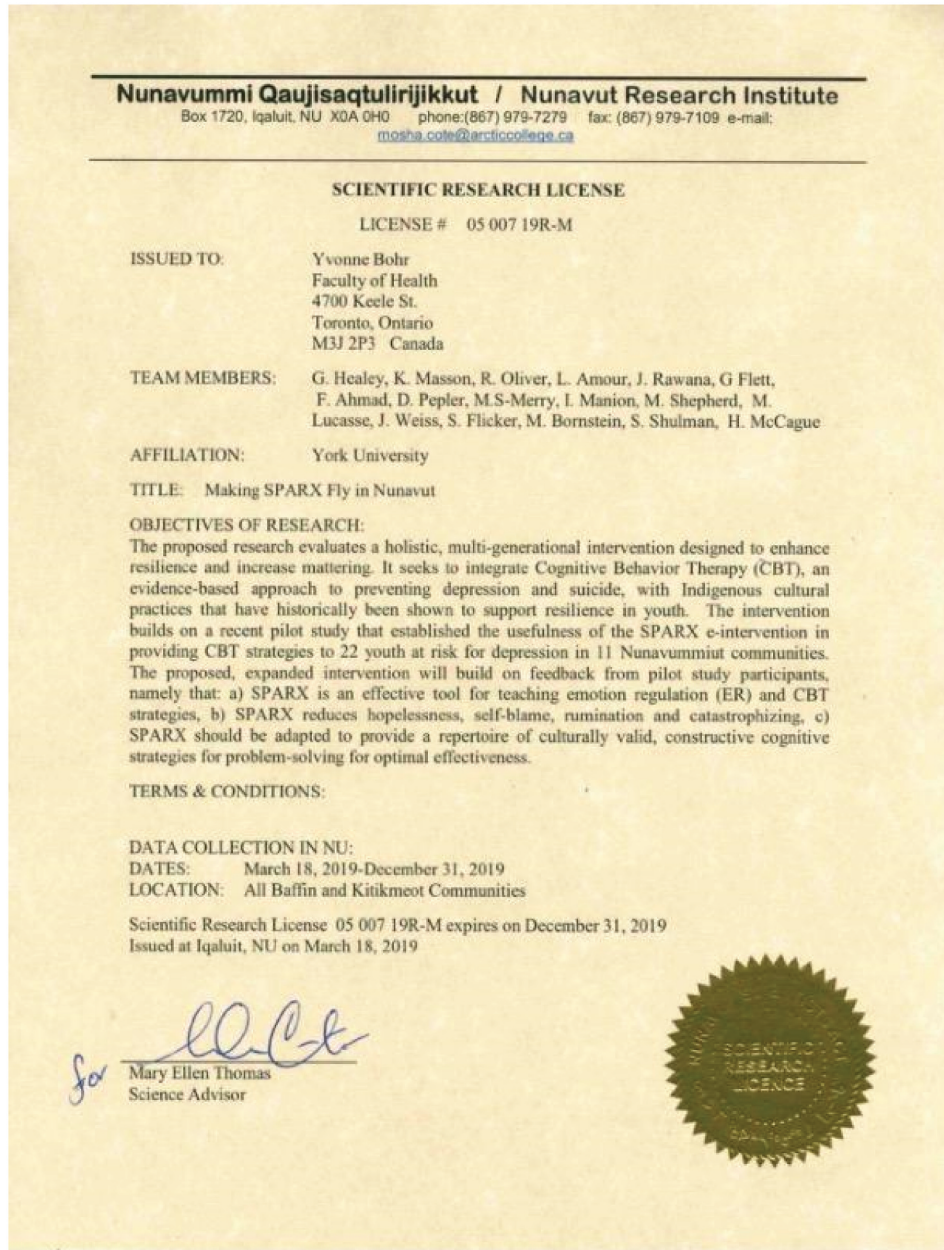 Nunavummi Qaujisaqtulirijikkut / Nunavut Research Institute
Box 1720, Iqaluit, NU X0A 0H0 phone:(867) 979-7279 fax: (867) 979-7109 e-mail:
mosha.cote@arcticcollege.ca
SCIENTIFIC RESEARCH LICENSE
LICENSE # 05 007 19R-M
ISSUED TO: Yvonne Bohr
Faculty of Health
4700 Keele St.
Toronto, Ontario
M3J 2P3 Canada
TEAM MEMBERS: G. Healey, K. Masson, R. Oliver, L. Amour, J. Rawana, G Flett,
F. Ahmad, D. Pepler, M.S-Merry, I. Manion, M. Shepherd, M.
Lucasse, J. Weiss, S. Flicker, M. Bornstein, S. Shulman, H. McCague
AFFILIATION: York University
TITLE: Making SPARX Fly in Nunavut
OBJECTIVES OF RESEARCH:
The proposed research evaluates a holistic, multi-generational intervention designed to enhance
resilience and increase mattering. It seeks to integrate Cognitive Behavior Therapy (CBT), an
evidence-based approach to preventing depression and suicide, with Indigenous cultural
practices that have historically been shown to support resilience in youth. The intervention
builds on a recent pilot study that established the usefulness of the SPARX e-intervention in
providing CBT strategies to 22 youth at risk for depression in 11 Nunavummiut communities.
The proposed, expanded intervention will build on feedback from pilot study participants,
namely that: a) SPARX is an effective tool for teaching emotion regulation (ER) and CBT
strategies, b) SPARX reduces hopelessness, self-blame, rumination and catastrophizing, c)
SPARX should be adapted to provide a repertoire of culturally valid, constructive cognitive
strategies for problem-solving for optimal effectiveness.
TERMS & CONDITIONS:
DATA COLLECTION IN NU:
DATES: March 18, 2019-December 31, 2019
LOCATION: All Baffin and Kitikmeot Communities
Scientific Research License 05 007 19R-M expires on December 31, 2019
Issued at Iqaluit, NU on March 18, 2019
for
Mary Ellen Thomas
Science Advisor
SCIENTIFIC
RESEARCH
LICENCE